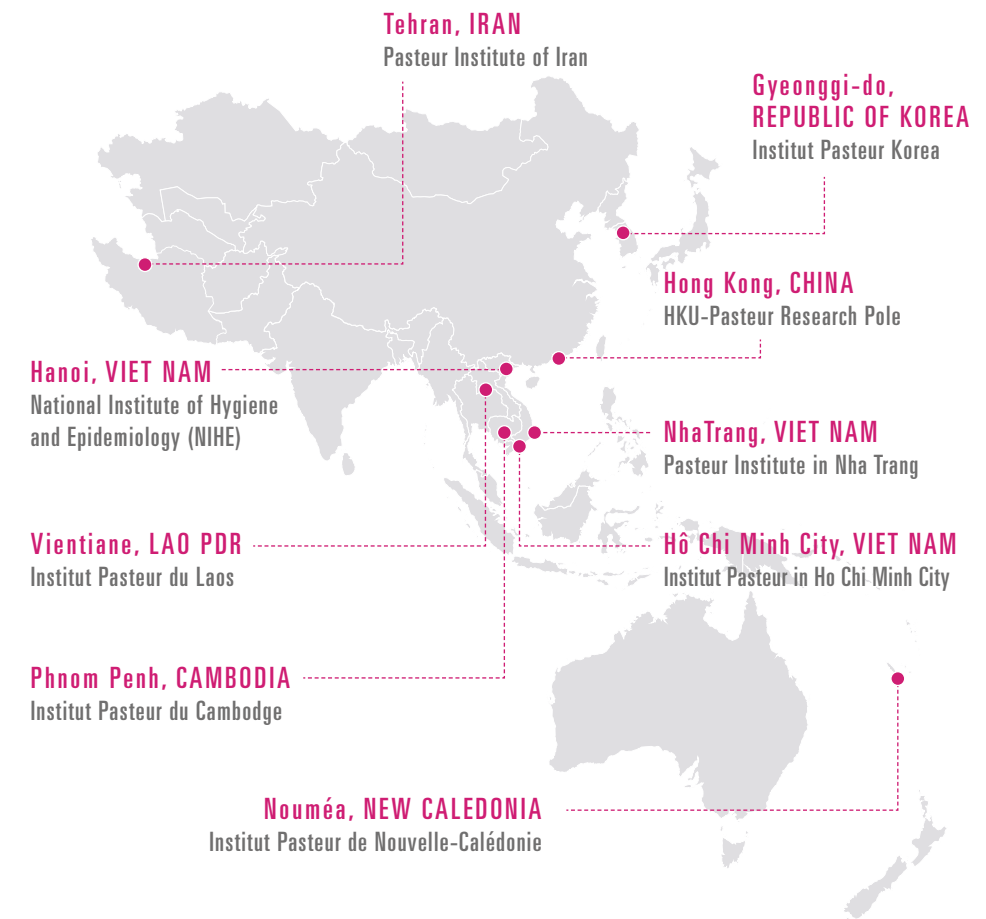 Tehran, IRAN
Pasteur Institute of Iran
Gyeonggi-do,
REPUBLIC OF KOREA
Institut Pasteur Korea
Hong Kong, CHINA
HKU-Pasteur Research Pole
Hanoi, VIET NAM
National Institute of Hygiene
and Epidemiology (NIHE)
NhaTrang, VIET NAM
Pasteur Institute in Nha Trang
Vientiane, LAO PDR
Institut Pasteur du Laos
Hô Chi Minh City, VIET NAM
Institut Pasteur in Ho Chi Minh City
Phnom Penh, CAMBODIA
Institut Pasteur du Cambodge
Nouméa, NEW CALEDONIA
Institut Pasteur de Nouvelle-Calédonie